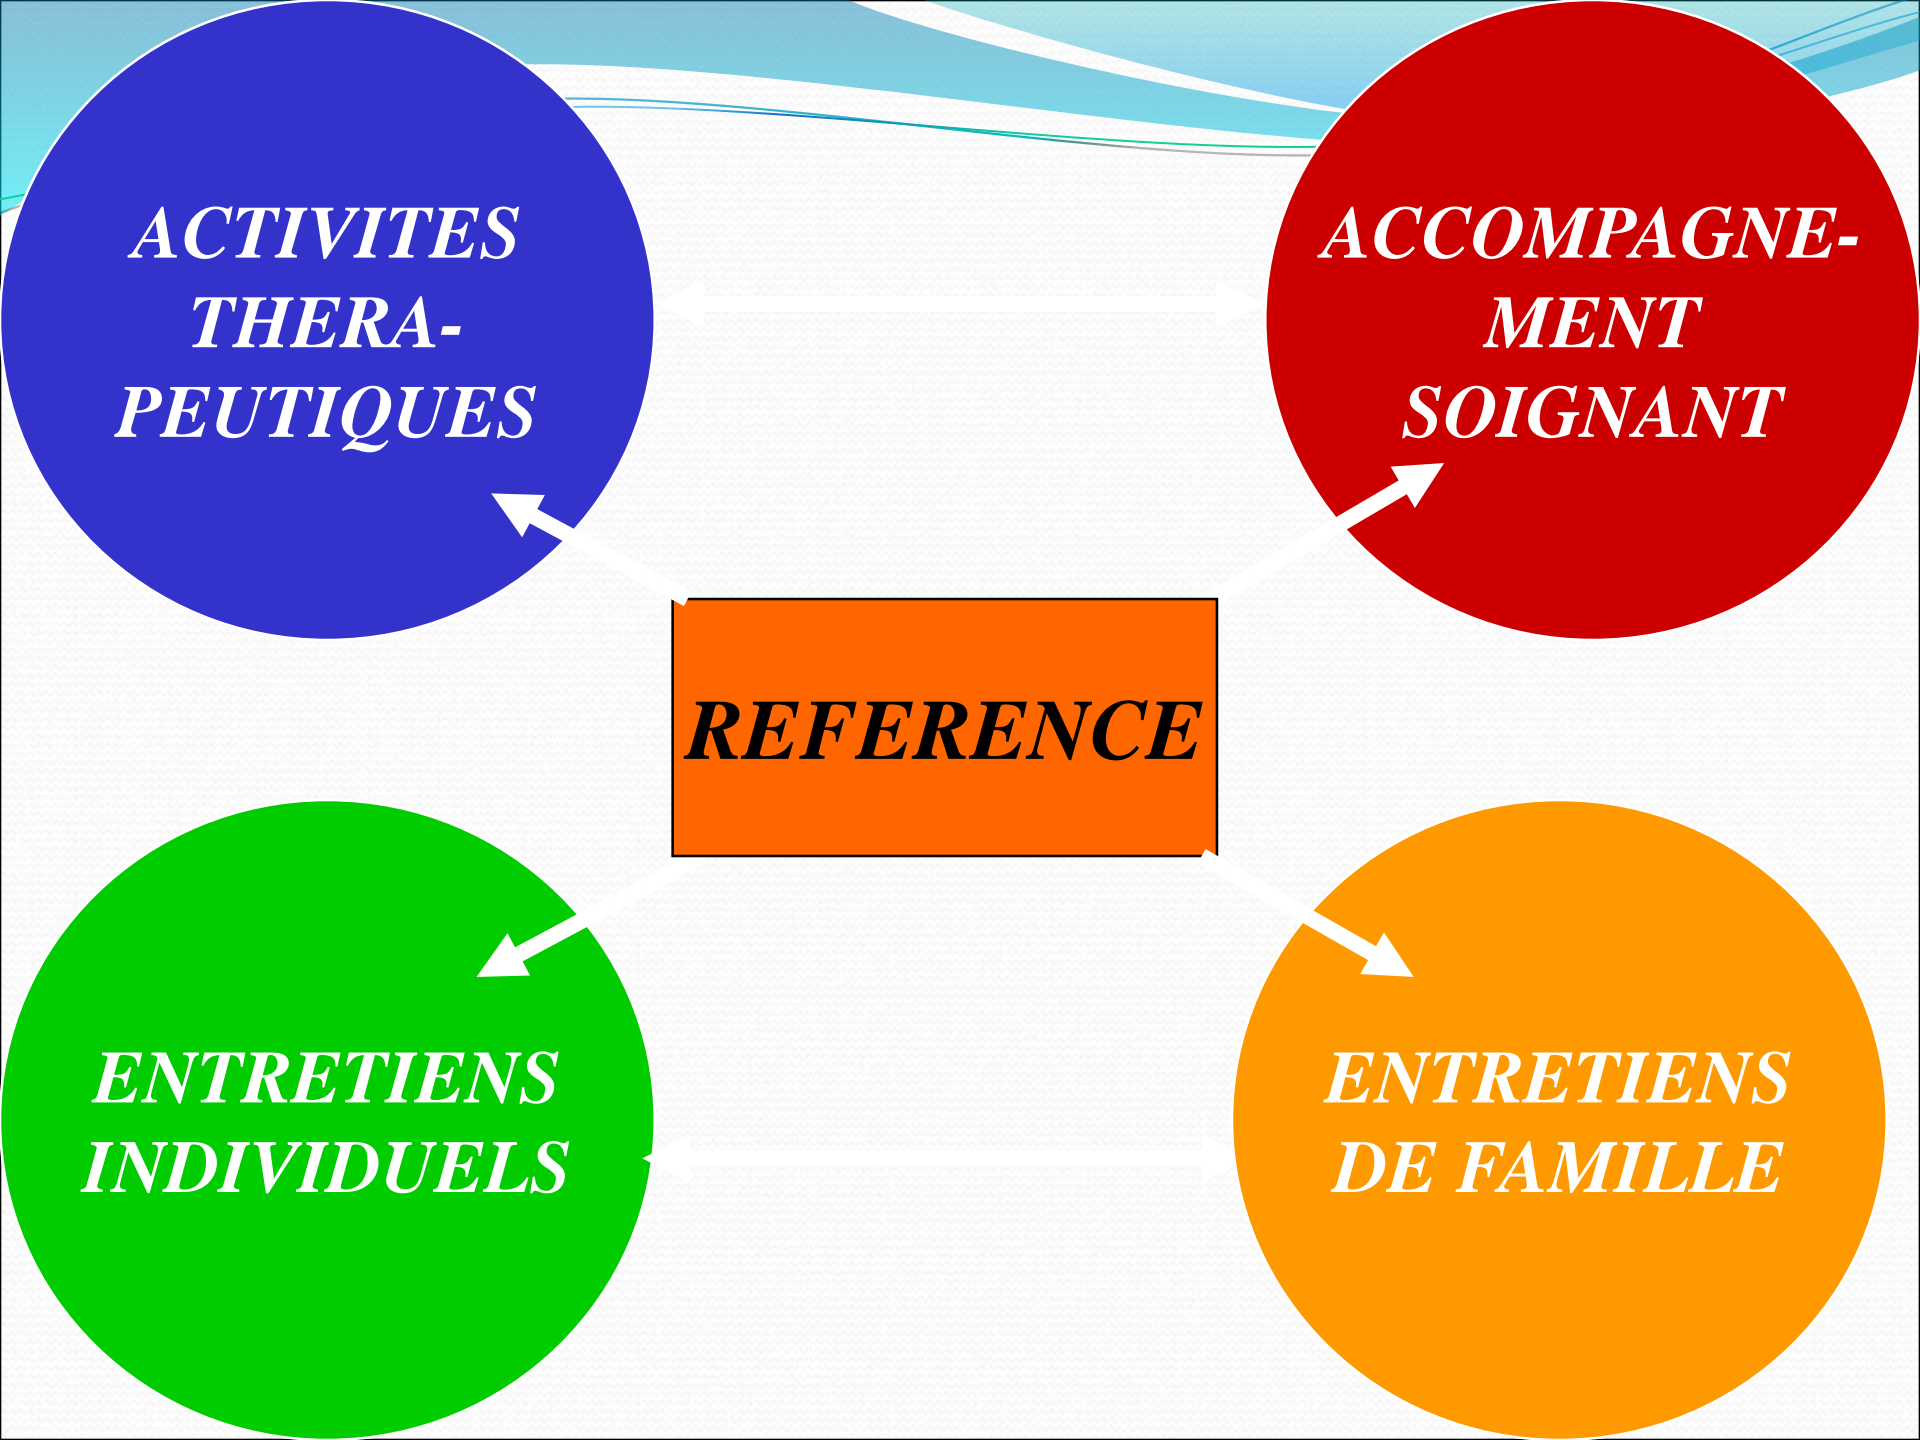 ACTIVITES
THERA-
PEUTIQUES
ACCOMPAGNE-
MENT
SOIGNANT
REFERENCE
ENTRETIENS
INDIVIDUELS
ENTRETIENS
DE FAMILLE